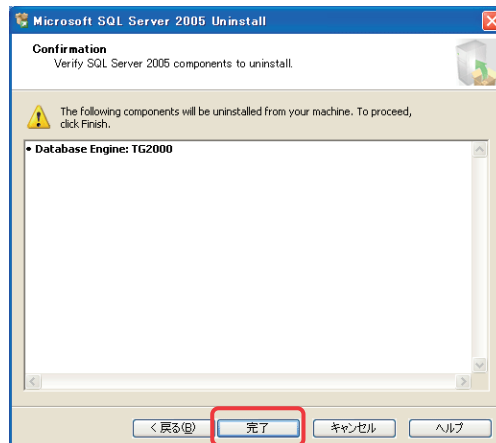 Microsoft SQL Server 2005 Uninstall
Confirmation
Verify SQL Server 2005 components to uninstall.
The following components will be uninstalled from your machine. To proceed,
click Finish.
• Database Engine: TG2000
< 戻る(B) 完了 キャンセル ヘルプ